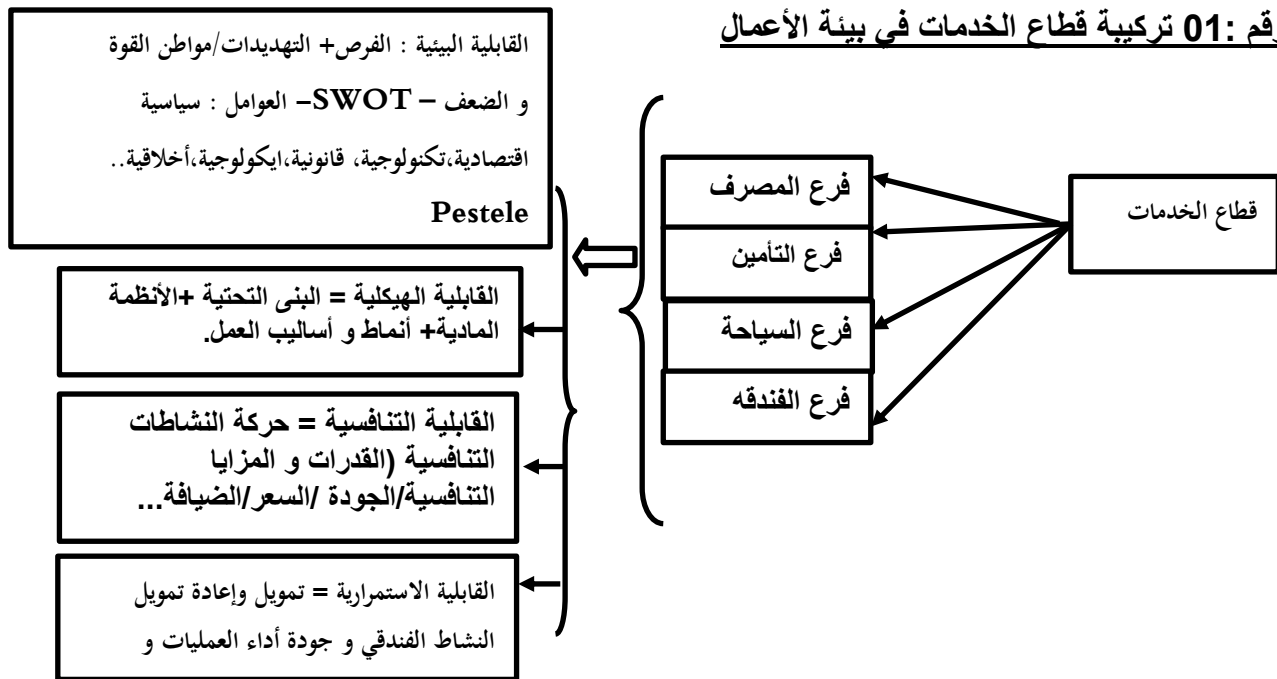 رقم :01 تركيبة قطاع الخدمات في بيئة الأعمال
قطاع الخدمات
فرع المصرف
فرع التأمين
فرع السياحة
فرع الفندقه
القابلية البيئية : الفرص+ التهديدات/مواطن القوة
و الضعف – SWOT– العوامل : سياسية
اقتصادية،تكنولوجية، قانونية،ايكولوجية،أخلاقية..
Pestele
القابلية الهيكلية = البنى التحتية +الأنظمة
المادية+ أنماط و أساليب العمل.
القابلية التنافسية = حركة النشاطات
التنافسية (القدرات و المزايا
التنافسية/الجودة /السعر/الضيافة...
القابلية الاستمرارية = تمويل وإعادة تمويل
النشاط الفندقي و جودة أداء العمليات و